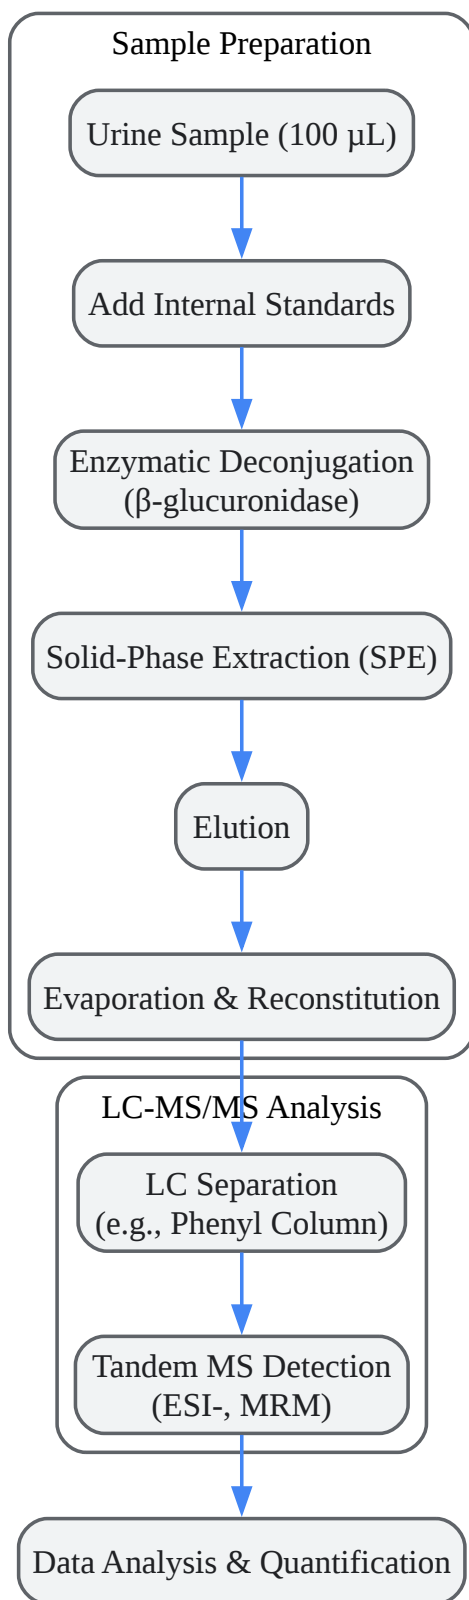 Sample Preparation
Urine Sample (100 µL)
Add Internal Standards
Enzymatic Deconjugation
(β-glucuronidase)
Solid-Phase Extraction (SPE)
Elution
Evaporation & Reconstitution
LC-MS/MS Analysis
LC Separation
(e.g., Phenyl Column)
Tandem MS Detection
(ESI-, MRM)
Data Analysis & Quantification